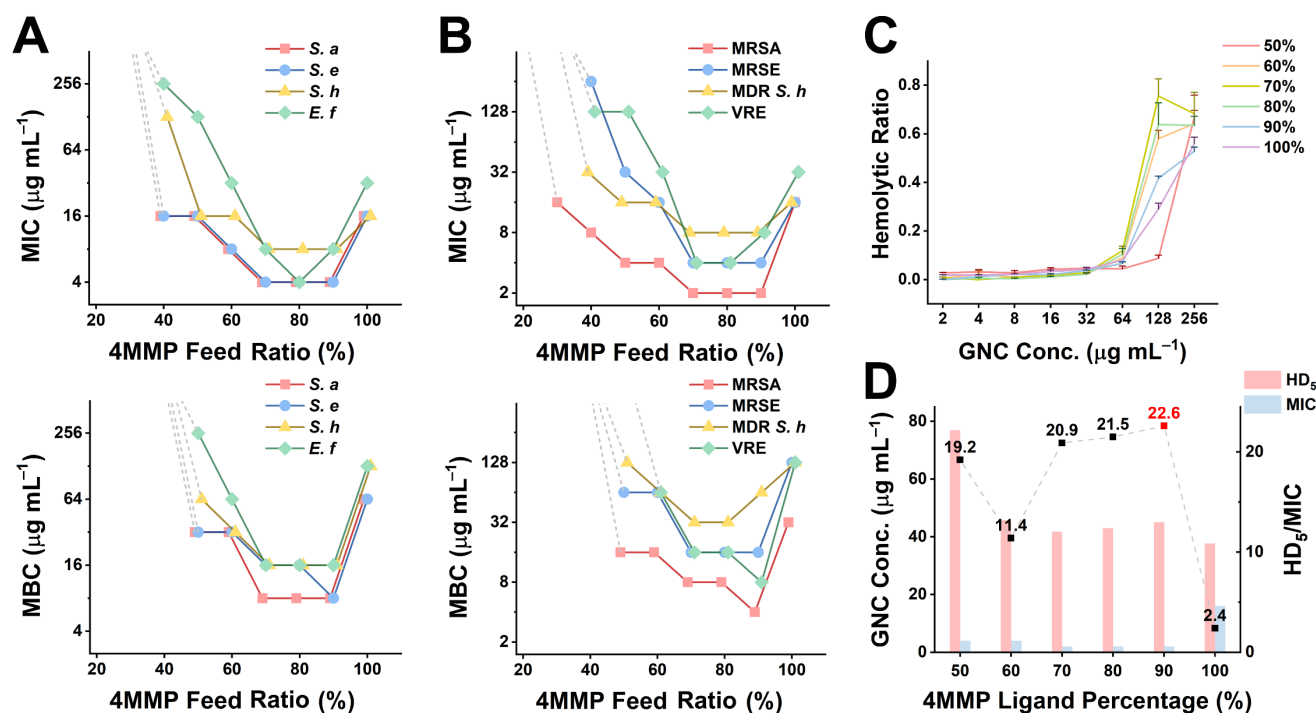 A
MIC (μg mL⁻¹)
256
64
16
4
20 40 60 80 100
4MMP Feed Ratio (%)
S. a
S. e
S. h
E. f
B
MIC (μg mL⁻¹)
128
32
8
2
20 40 60 80 100
4MMP Feed Ratio (%)
MRSA
MRSE
MDR S. h
VRE
C
Hemolytic Ratio
0.8
0.6
0.4
0.2
0.0
2 4 8 16 32 64 128 256
GNC Conc. (μg mL⁻¹)
50%
60%
70%
80%
90%
100%
MBC (μg mL⁻¹)
256
64
16
4
20 40 60 80 100
4MMP Feed Ratio (%)
S. a
S. e
S. h
E. f
MBC (μg mL⁻¹)
128
32
8
2
20 40 60 80 100
4MMP Feed Ratio (%)
MRSA
MRSE
MDR S. h
VRE
D
HD₅
MIC
GNC Conc. (μg mL⁻¹)
80
60
40
20
0
19.2
11.4
20.9
21.5
22.6
2.4
20
10
0
HD₅/MIC
50 60 70 80 90 100
4MMP Ligand Percentage (%)